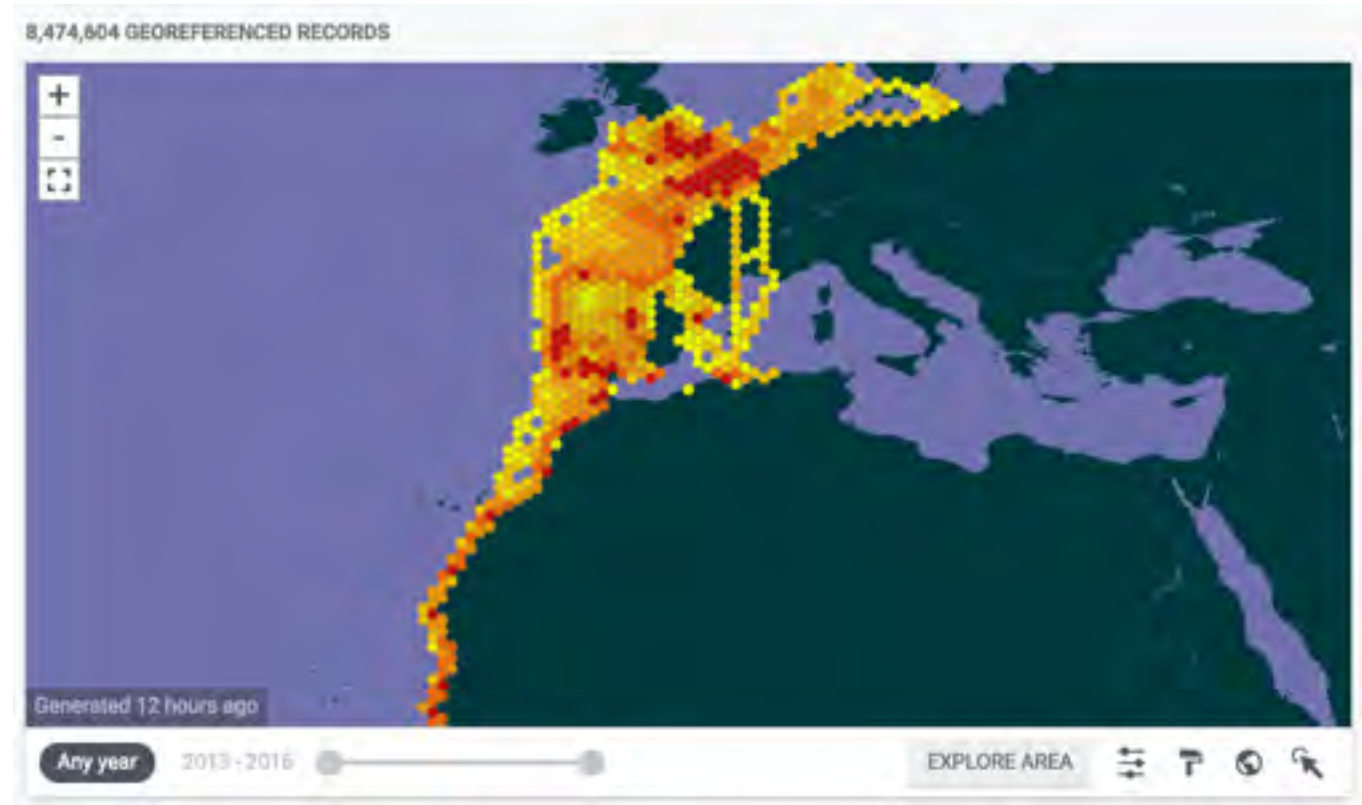 8,474,604 GEOREFERENCED RECORDS
+
-
Generated 12 hours ago
Any year 2013 - 2016 EXPLORE AREA